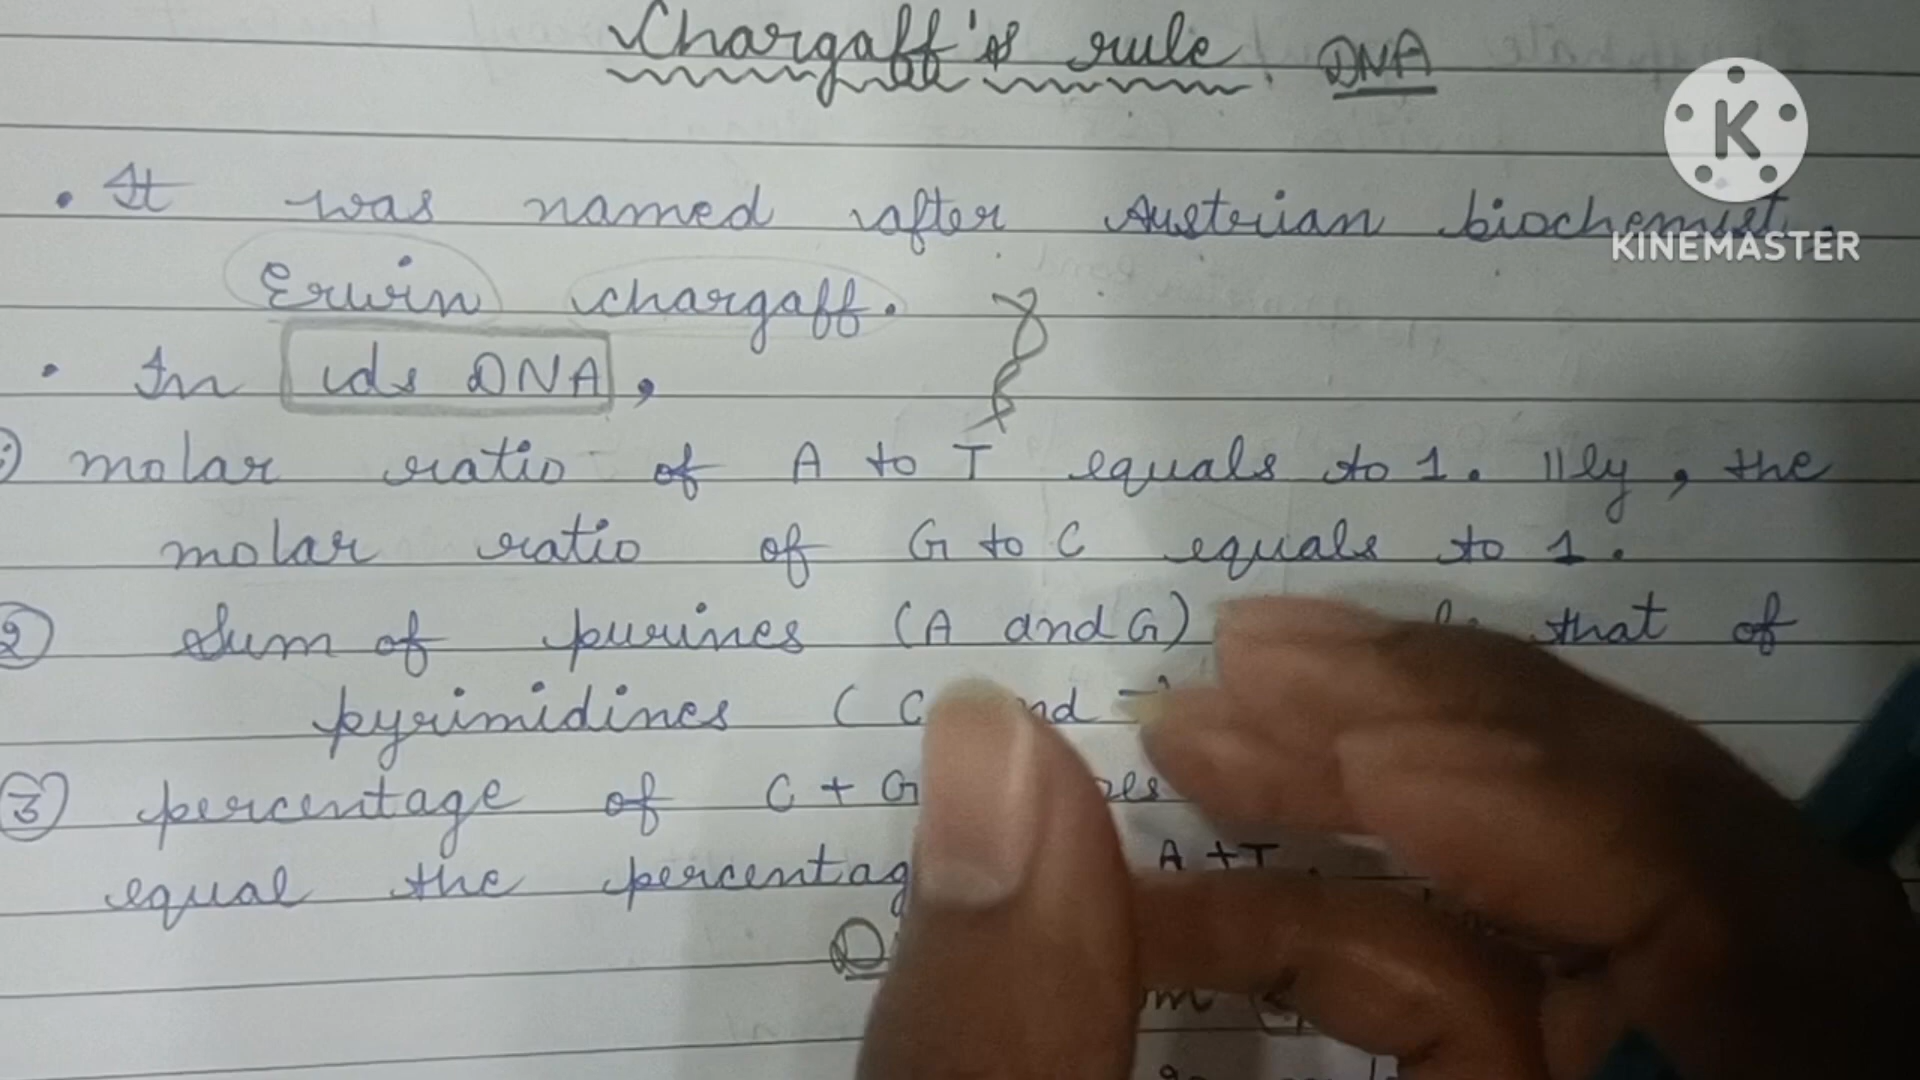 Chargaff's rule. DNA
K
• It was named after Austrian biochemist,
KINEMASTER
Erwin chargaff.
• In ds DNA,
molar ratio of A to T equals to 1. ||ly, the
molar ratio of G to C equals to 1.
2 Sum of purines (A and G) that of
pyrimidines (C
3 percentage of C + G
equal the A + T.